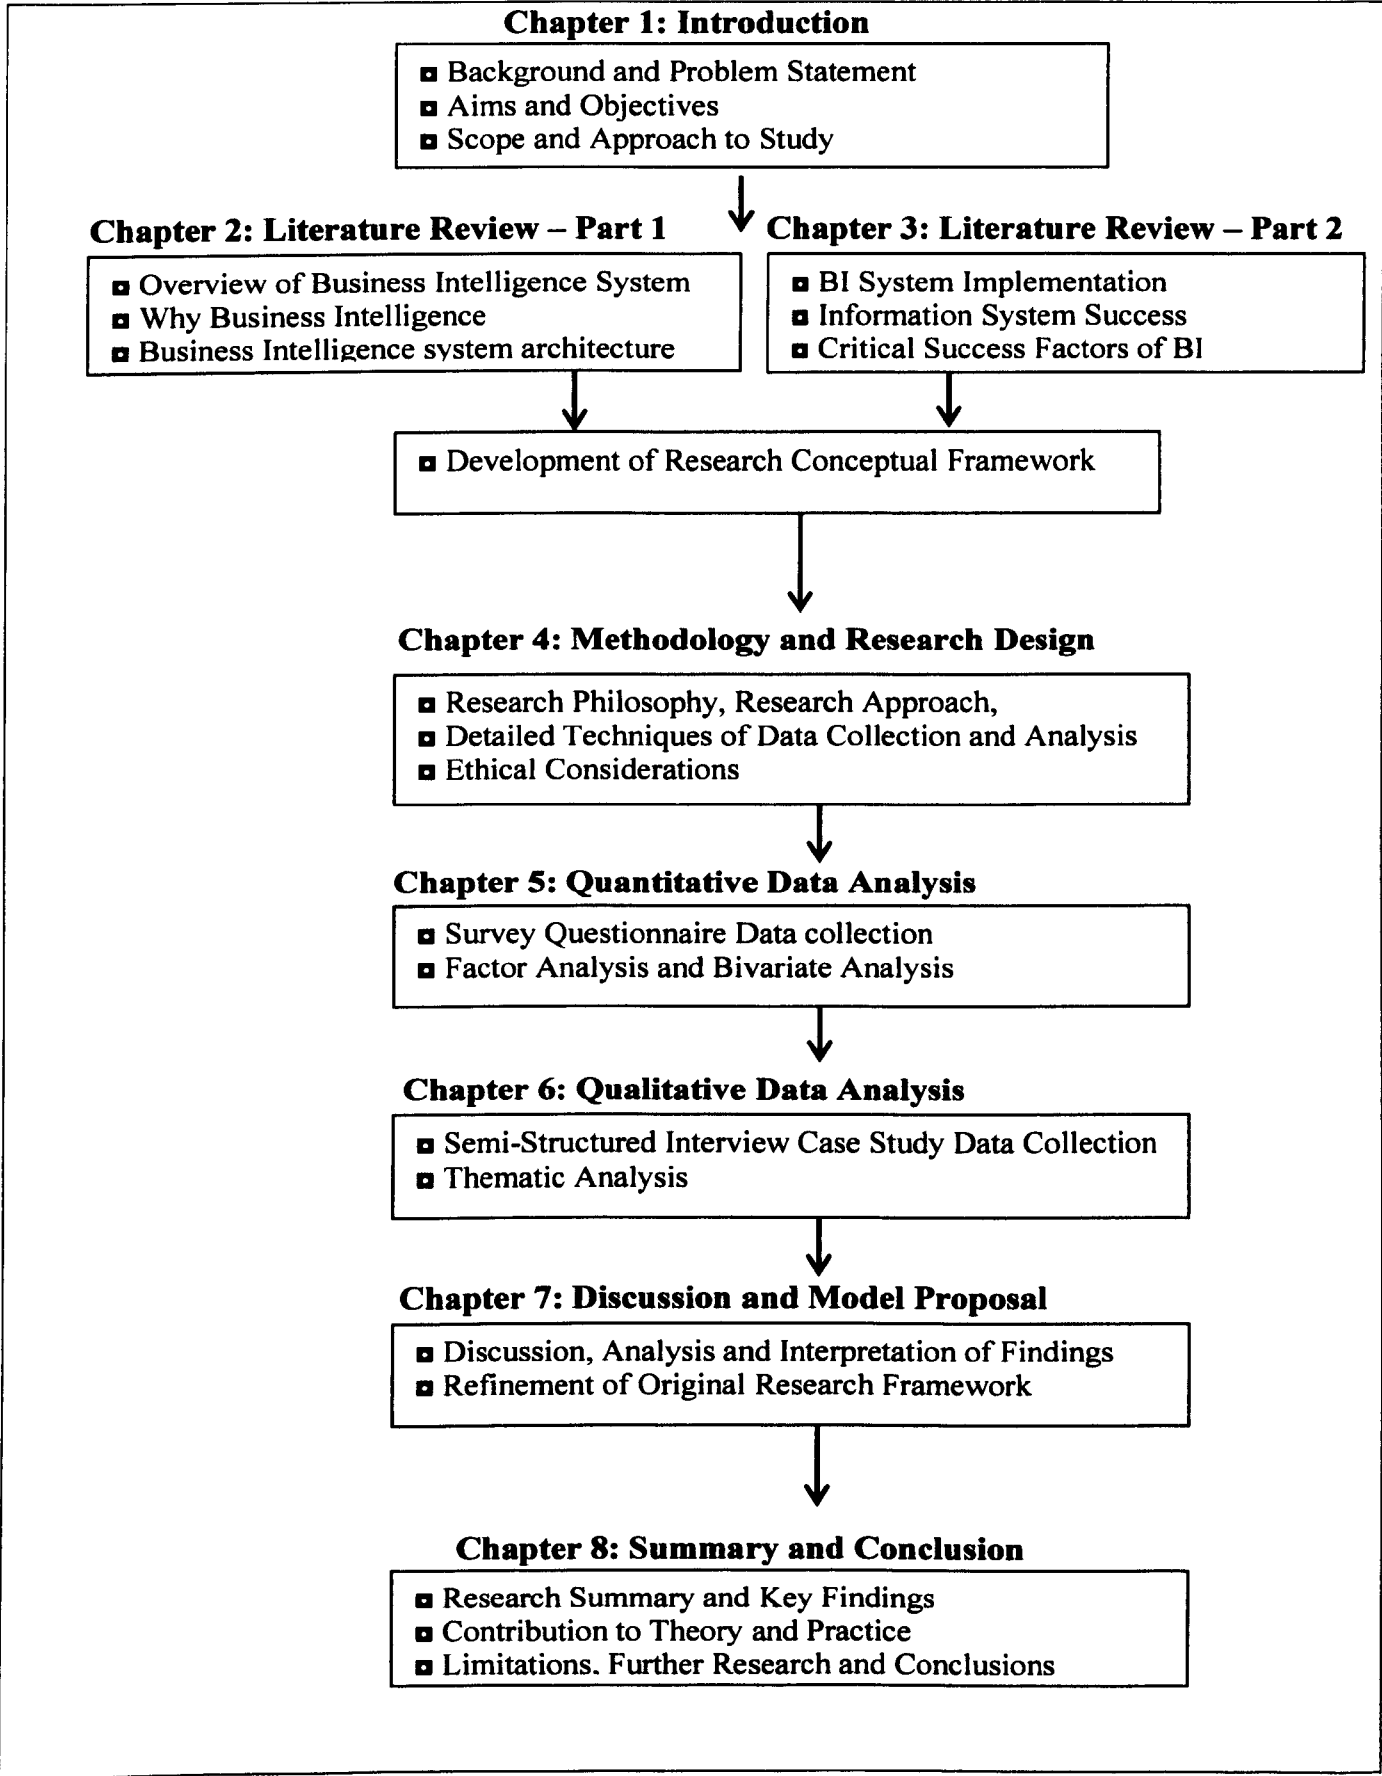 Chapter 1: Introduction
Background and Problem Statement
Aims and Objectives
Scope and Approach to Study
Chapter 2: Literature Review – Part 1
Overview of Business Intelligence System
Why Business Intelligence
Business Intelligence system architecture
Chapter 3: Literature Review – Part 2
BI System Implementation
Information System Success
Critical Success Factors of BI
Development of Research Conceptual Framework
Chapter 4: Methodology and Research Design
Research Philosophy, Research Approach,
Detailed Techniques of Data Collection and Analysis
Ethical Considerations
Chapter 5: Quantitative Data Analysis
Survey Questionnaire Data collection
Factor Analysis and Bivariate Analysis
Chapter 6: Qualitative Data Analysis
Semi-Structured Interview Case Study Data Collection
Thematic Analysis
Chapter 7: Discussion and Model Proposal
Discussion, Analysis and Interpretation of Findings
Refinement of Original Research Framework
Chapter 8: Summary and Conclusion
Research Summary and Key Findings
Contribution to Theory and Practice
Limitations. Further Research and Conclusions